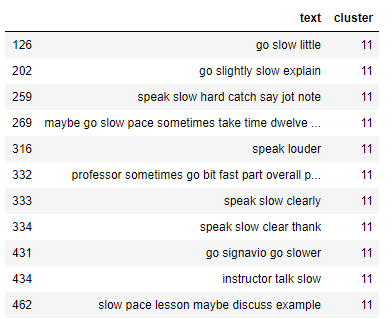 text cluster
126 go slow little 11
202 go slightly slow explain 11
259 speak slow hard catch say jot note 11
269 maybe go slow pace sometimes take time dwelve ... 11
316 speak louder 11
332 professor sometimes go bit fast part overall p... 11
333 speak slow clearly 11
334 speak slow clear thank 11
431 go signavio go slower 11
434 instructor talk slow 11
462 slow pace lesson maybe discuss example 11